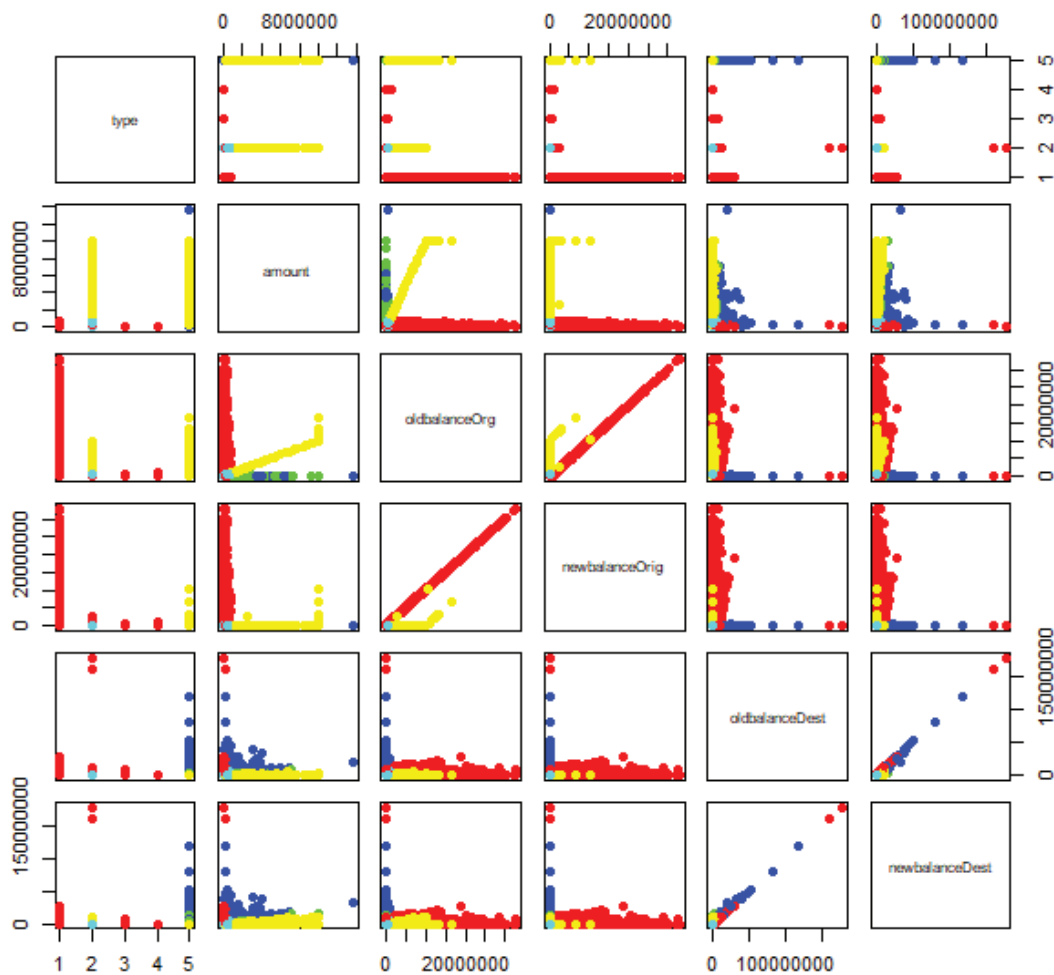 0 8000000 0 20000000 0 100000000
type 5 4 3 2 1
0 8000000 amount
oldbalanceOrg 0 20000000
0 20000000 newbalanceOrig
oldbalanceDest 0 150000000
0 150000000 newbalanceDest
1 2 3 4 5 0 20000000 0 100000000